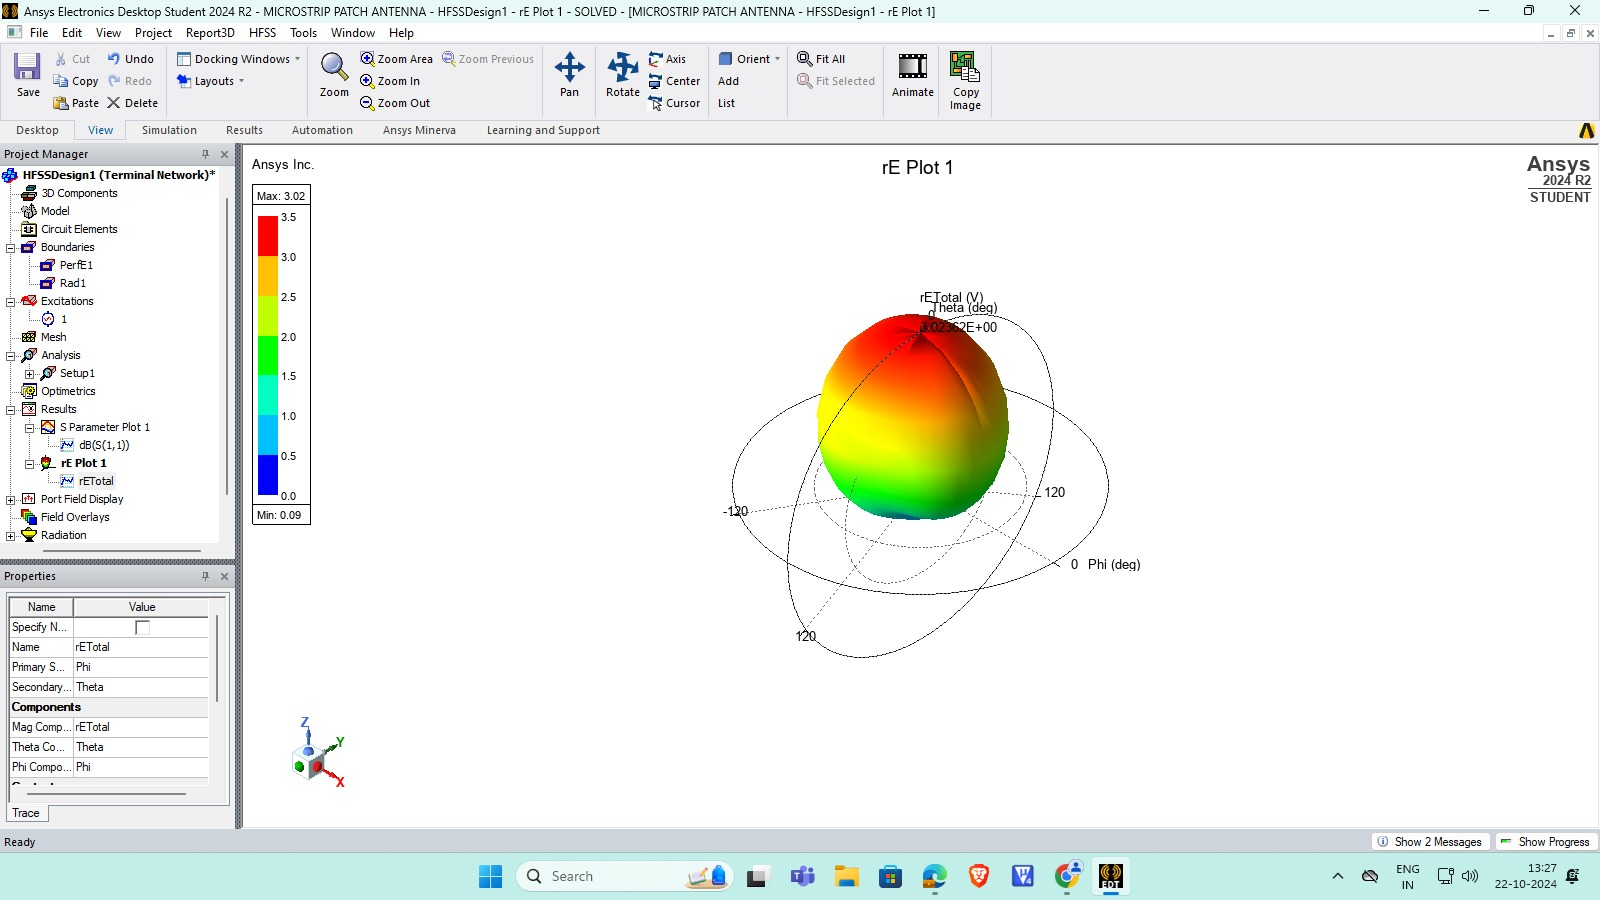 Ansys Electronics Desktop Student 2024 R2 - MICROSTRIP PATCH ANTENNA - HFSSDesign1 - rE Plot 1 - SOLVED - [MICROSTRIP PATCH ANTENNA - HFSSDesign1 - rE Plot 1]
File Edit View Project Report3D HFSS Tools Window Help
Save
Cut
Copy
Paste
Undo
Redo
Delete
Docking Windows
Layouts
Zoom
Zoom Area
Zoom In
Zoom Out
Zoom Previous
Pan
Rotate
Axis
Center
Cursor
Orient
Add
List
Fit All
Fit Selected
Animate
Copy
Image
Desktop View Simulation Results Automation Ansys Minerva Learning and Support
Project Manager
HFSSDesign1 (Terminal Network)*
3D Components
Model
Circuit Elements
Boundaries
PerfE1
Rad1
Excitations
1
Mesh
Analysis
Setup1
Optimetrics
Results
S Parameter Plot 1
dB(S(1,1))
rE Plot 1
rETotal
Port Field Display
Field Overlays
Radiation
Properties
Name Value
Specify N...
Name rETotal
Primary S... Phi
Secondary... Theta
Components
Mag Comp... rETotal
Theta Co... Theta
Phi Compo... Phi
Trace
Ansys Inc.
rE Plot 1
Ansys
2024 R2
STUDENT
Max: 3.02
3.5
3.0
2.5
2.0
1.5
1.0
0.5
0.0
Min: 0.09
rETotal (V)
Theta (deg)
0
3.02362E+00
-120
120
0 Phi (deg)
120
Z
Y
X
Ready
Show 2 Messages
Show Progress
Search
EDT
ENG
IN
13:27
22-10-2024